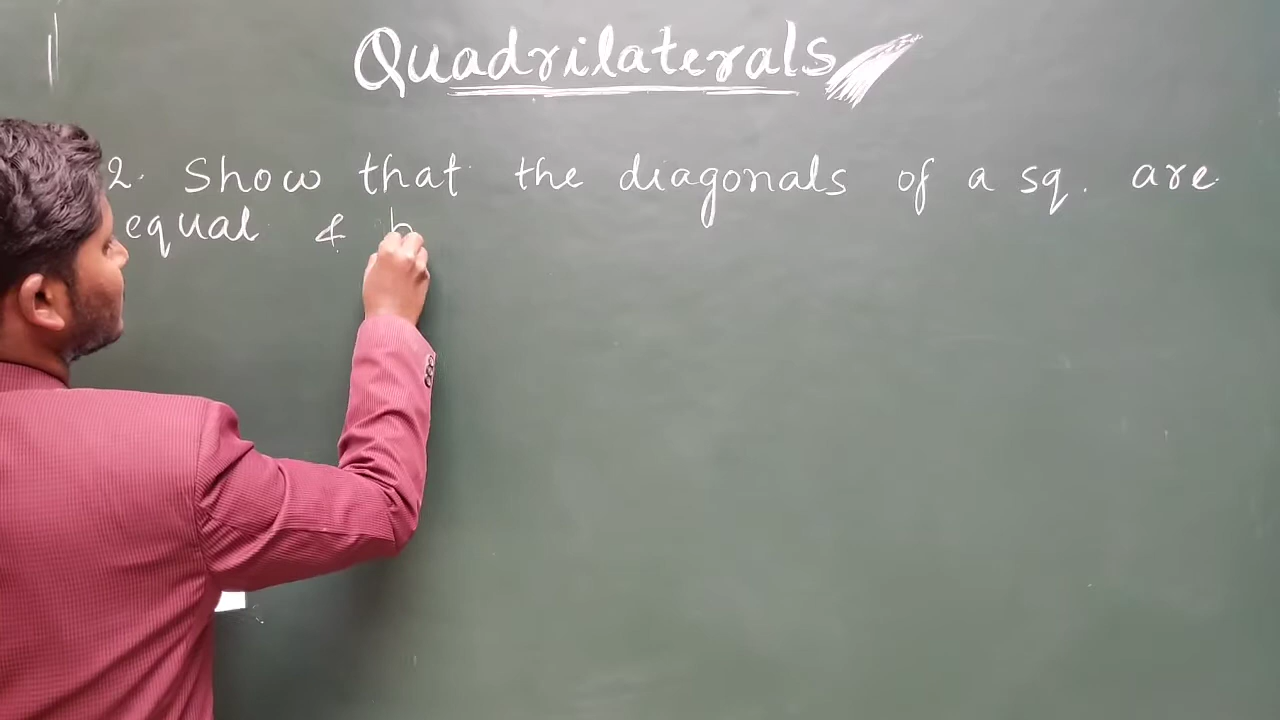 Quadrilaterals
2. Show that the diagonals of a sq. are
equal & b